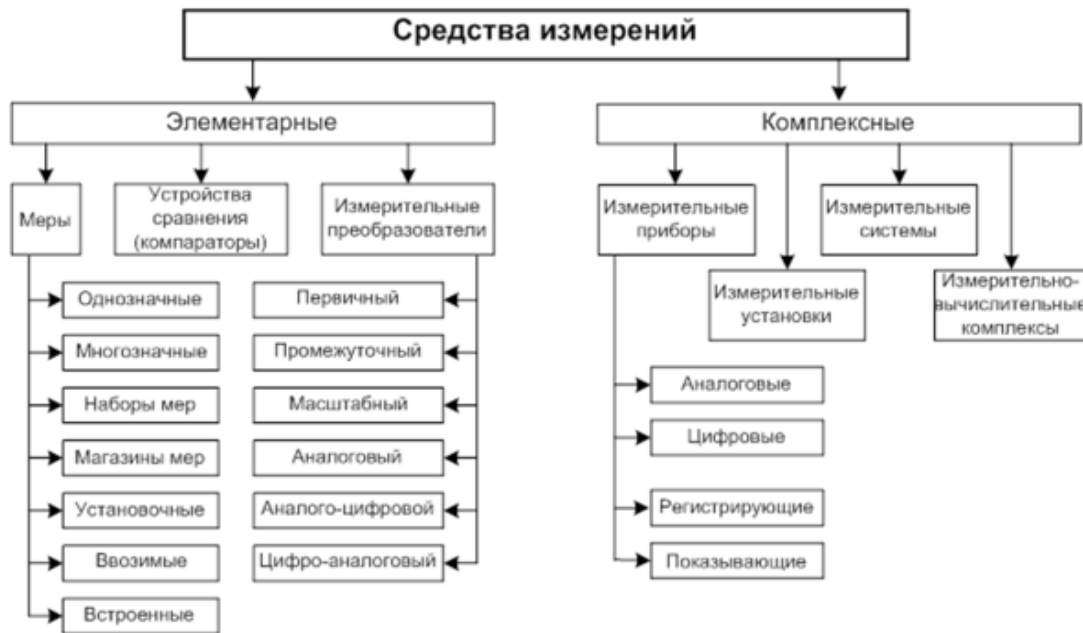 Средства измерений
Элементарные
Комплексные
Меры
Устройства
сравнения
(компараторы)
Измерительные
преобразователи
Измерительные
приборы
Измерительные
системы
Измерительные
установки
Измерительно-
вычислительные
комплексы
Однозначные
Многозначные
Наборы мер
Магазины мер
Установочные
Ввозимые
Встроенные
Первичный
Промежуточный
Масштабный
Аналоговый
Аналого-цифровой
Цифро-аналоговый
Аналоговые
Цифровые
Регистрирующие
Показывающие